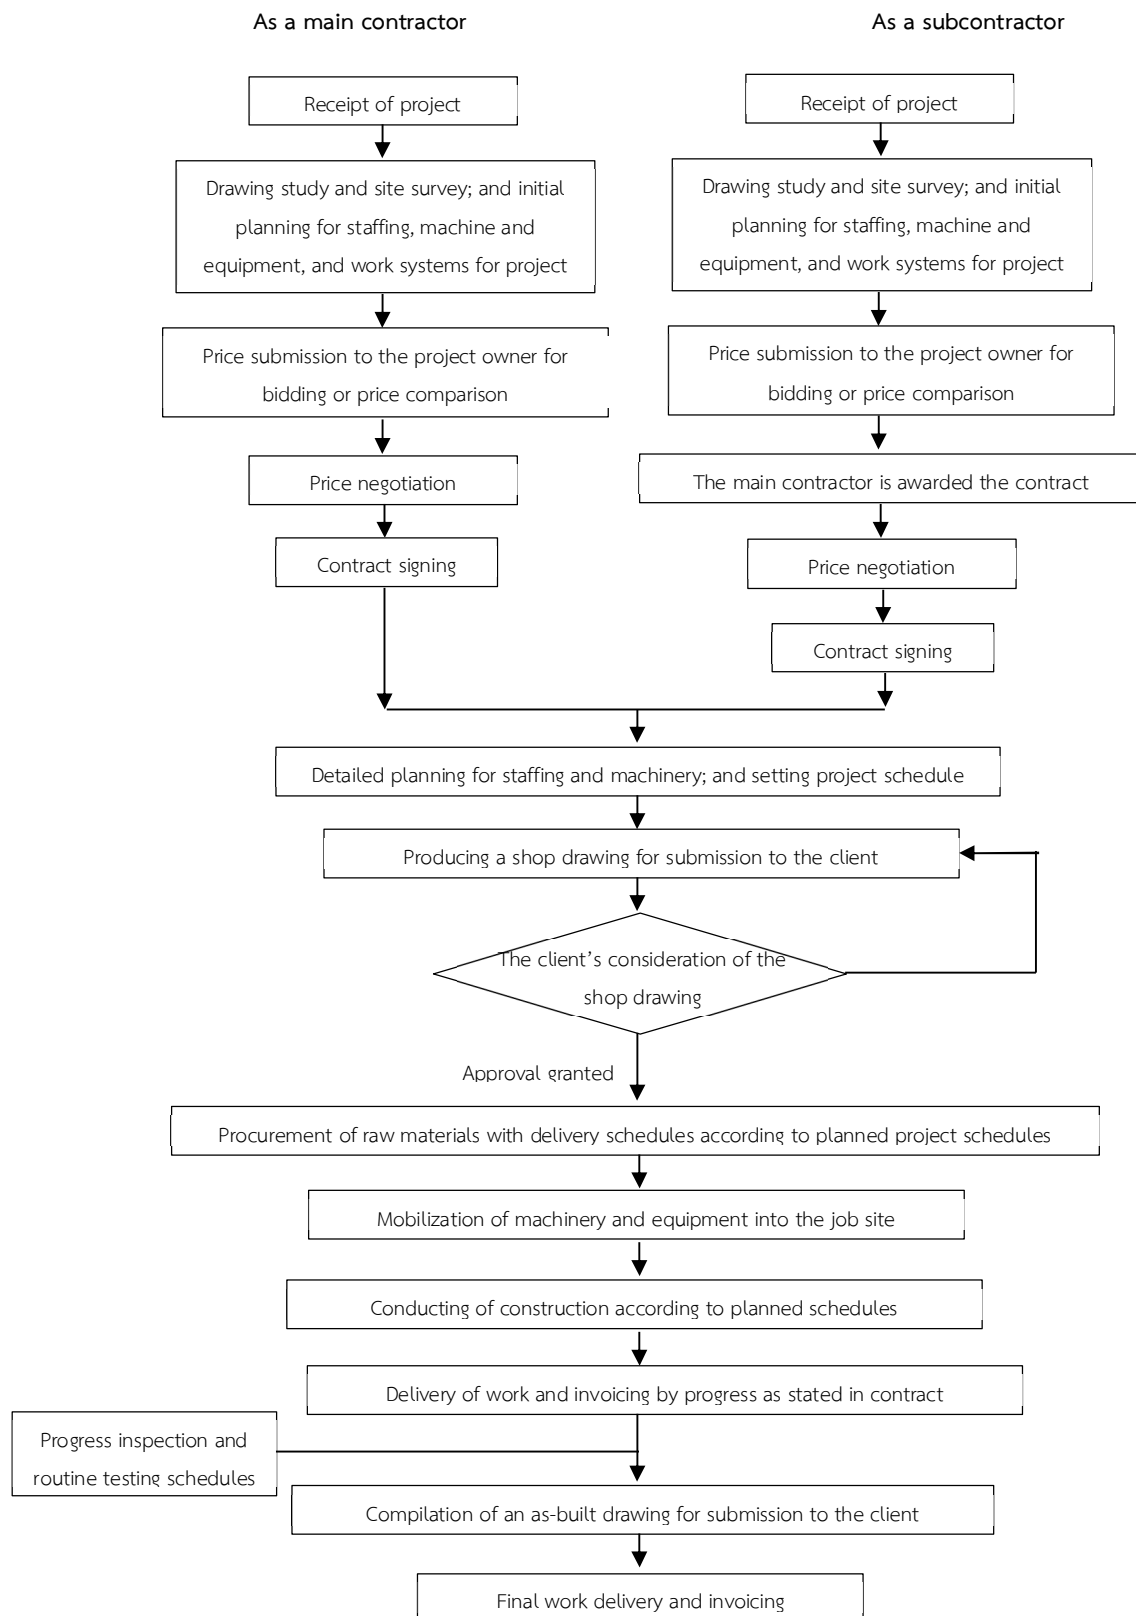 As a main contractor
As a subcontractor
Receipt of project
Drawing study and site survey; and initial
planning for staffing, machine and
equipment, and work systems for project
Price submission to the project owner for
bidding or price comparison
Price negotiation
Contract signing
Receipt of project
Drawing study and site survey; and initial
planning for staffing, machine and
equipment, and work systems for project
Price submission to the project owner for
bidding or price comparison
The main contractor is awarded the contract
Price negotiation
Contract signing
Detailed planning for staffing and machinery; and setting project schedule
Producing a shop drawing for submission to the client
The client's consideration of the
shop drawing
Approval granted
Procurement of raw materials with delivery schedules according to planned project schedules
Mobilization of machinery and equipment into the job site
Conducting of construction according to planned schedules
Delivery of work and invoicing by progress as stated in contract
Progress inspection and
routine testing schedules
Compilation of an as-built drawing for submission to the client
Final work delivery and invoicing